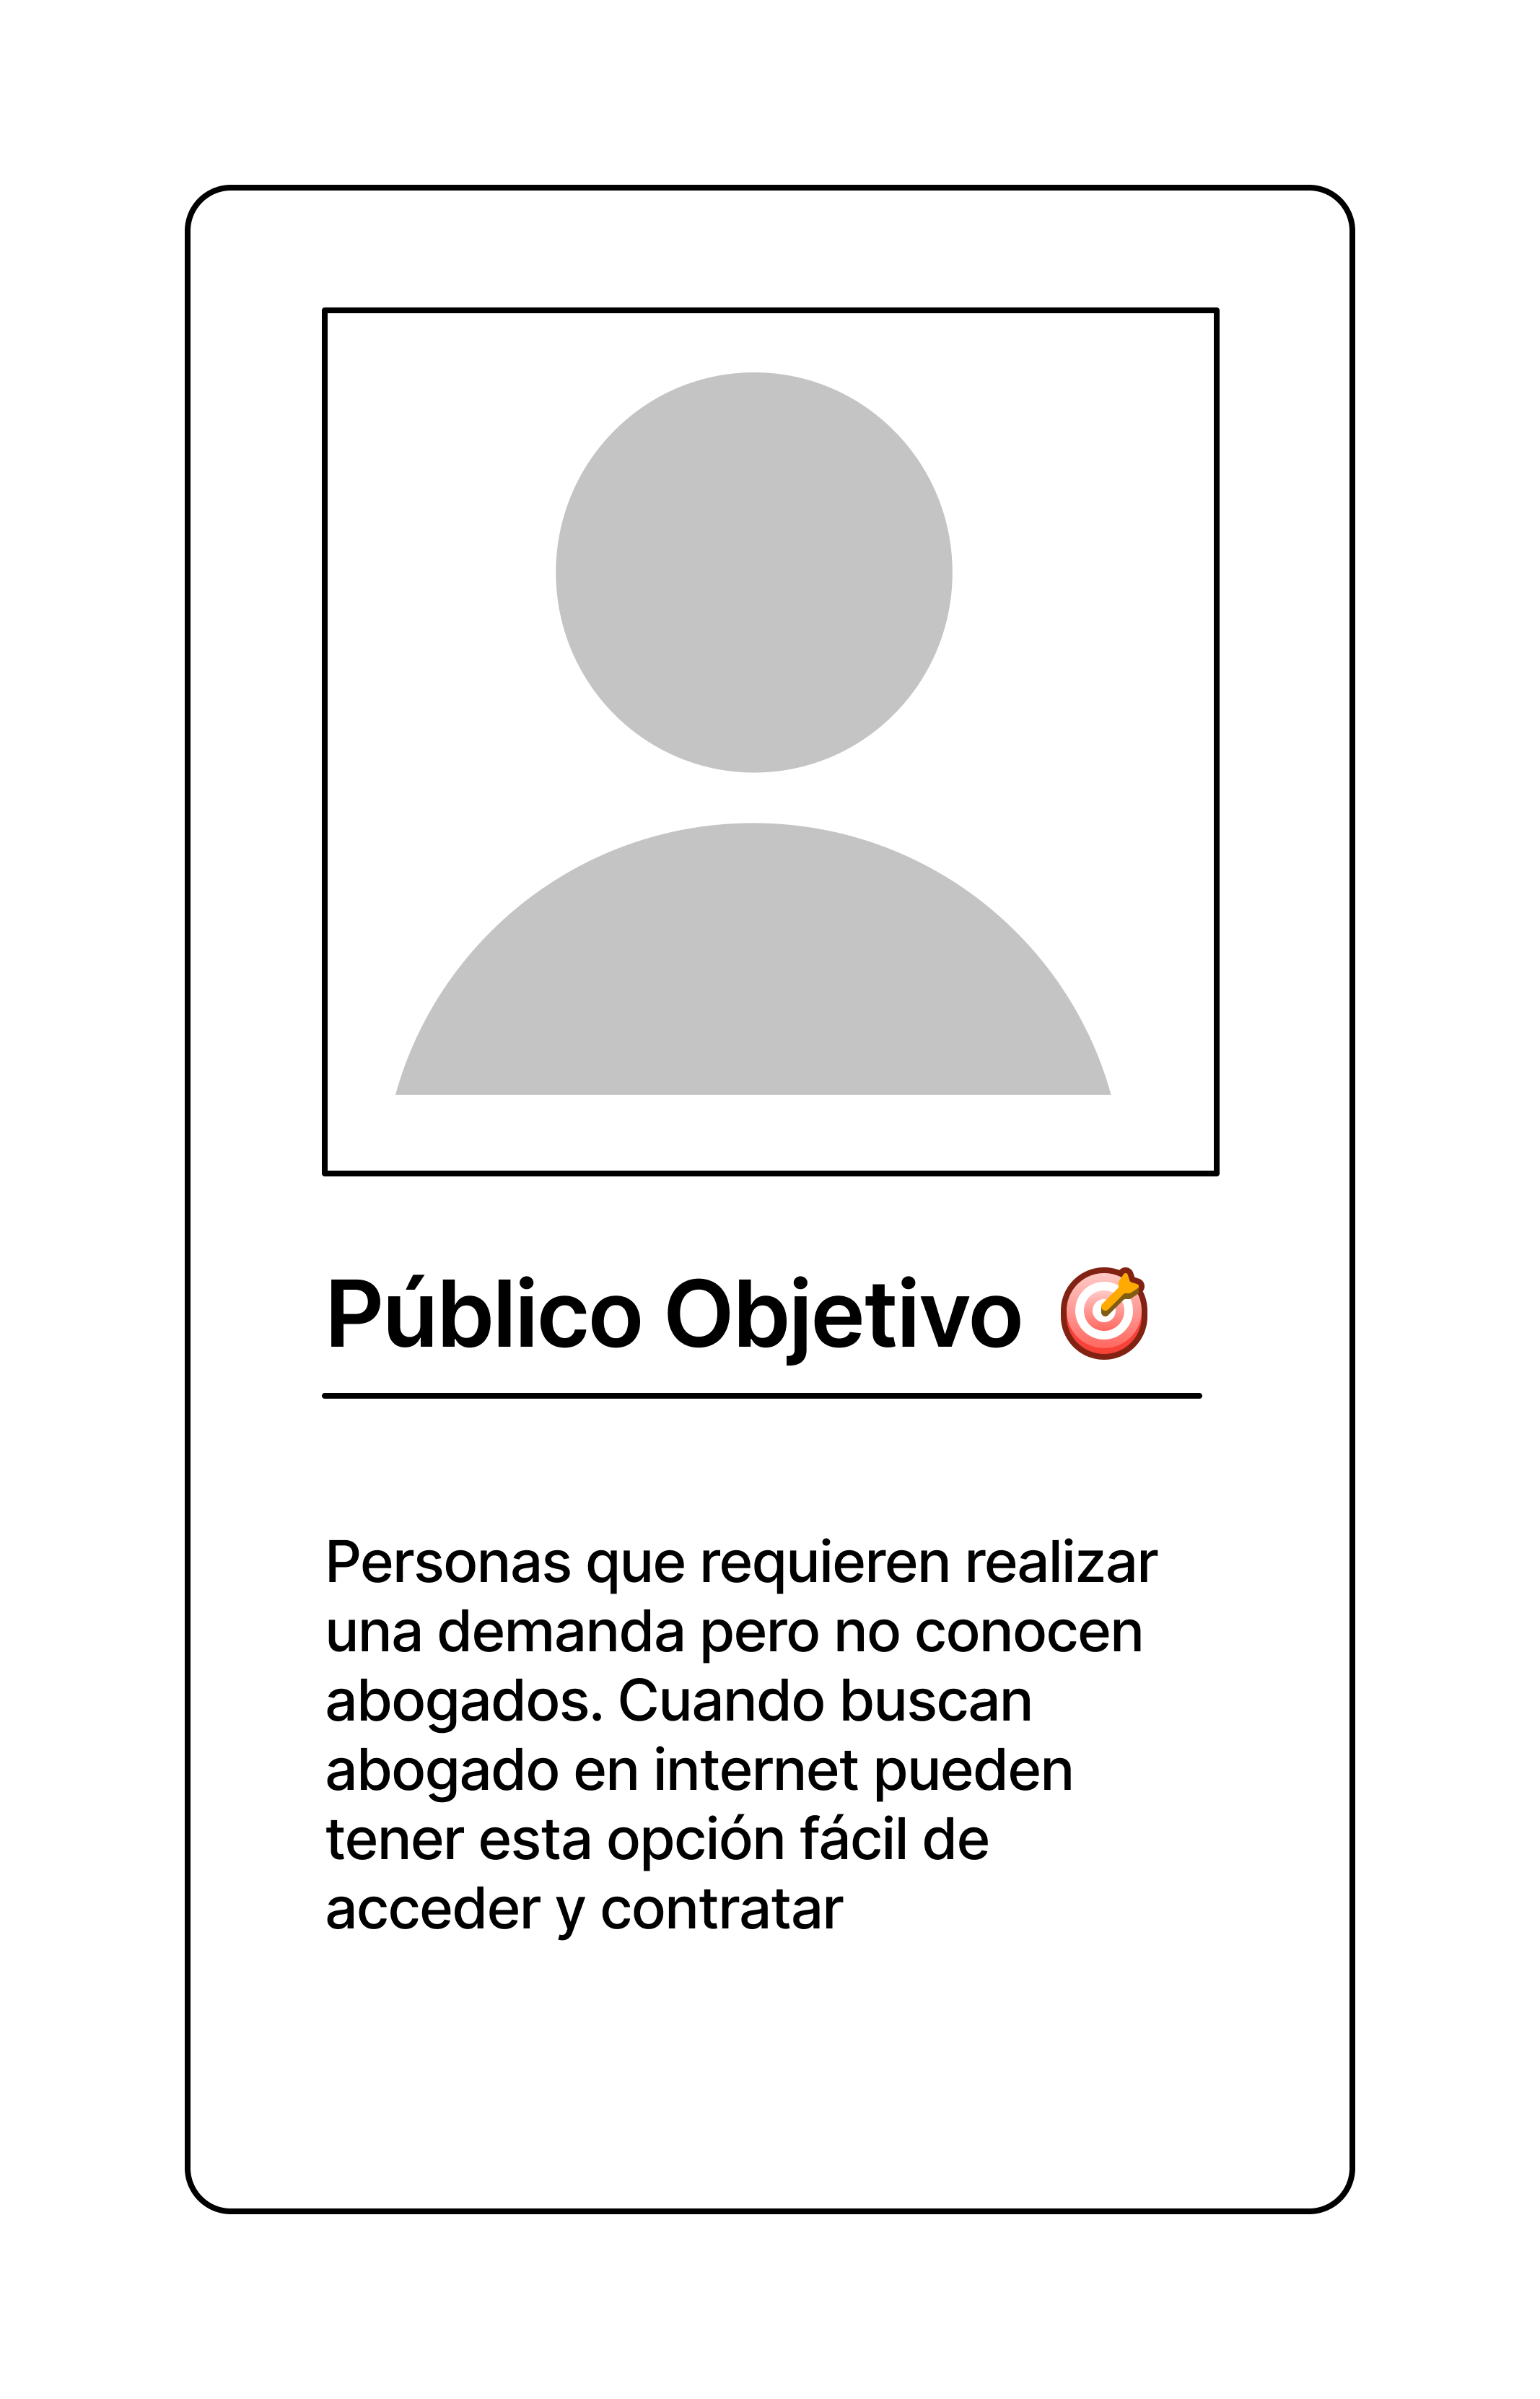 Público Objetivo 🎯
Personas que requieren realizar
una demanda pero no conocen
abogados. Cuando buscan
abogado en internet pueden
tener esta opción fácil de
acceder y contratar